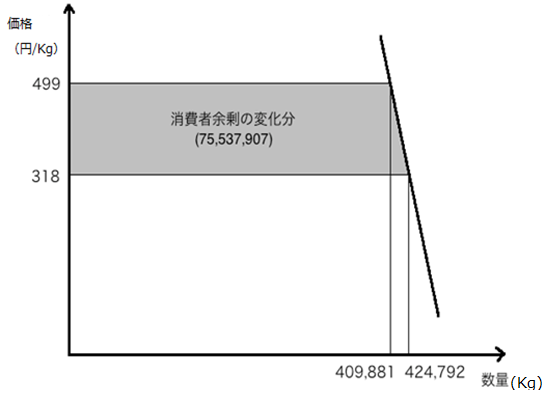 価格
（円/Kg）
499
消費者余剰の変化分
(75,537,907)
318
409,881 424,792
数量(Kg)